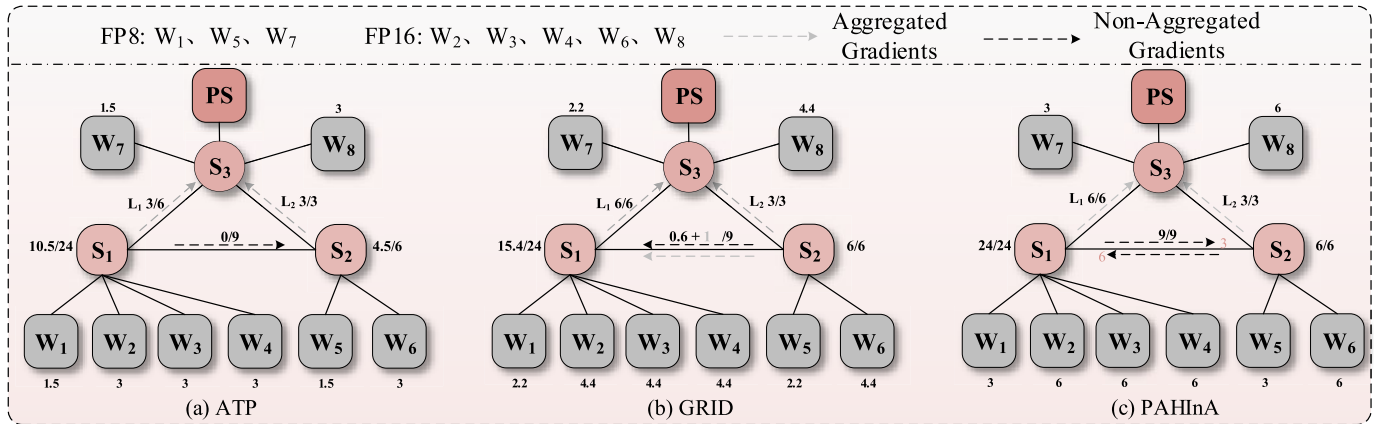 FP8: W1、W5、W7 FP16: W2、W3、W4、W6、W8 Aggregated Gradients Non-Aggregated Gradients
PS
1.5
W7
3
W8
S3
L1 3/6
L2 3/3
10.5/24
S1
0/9
S2
4.5/6
W1
W2
W3
W4
W5
W6
1.5
3
3
3
1.5
3
(a) ATP
PS
2.2
W7
4.4
W8
S3
L1 6/6
L2 3/3
15.4/24
S1
0.6 + 1 /9
S2
6/6
W1
W2
W3
W4
W5
W6
2.2
4.4
4.4
4.4
2.2
4.4
(b) GRID
PS
3
W7
6
W8
S3
L1 6/6
L2 3/3
24/24
S1
9/9
3
6
S2
6/6
W1
W2
W3
W4
W5
W6
3
6
6
6
3
6
(c) PAHInA